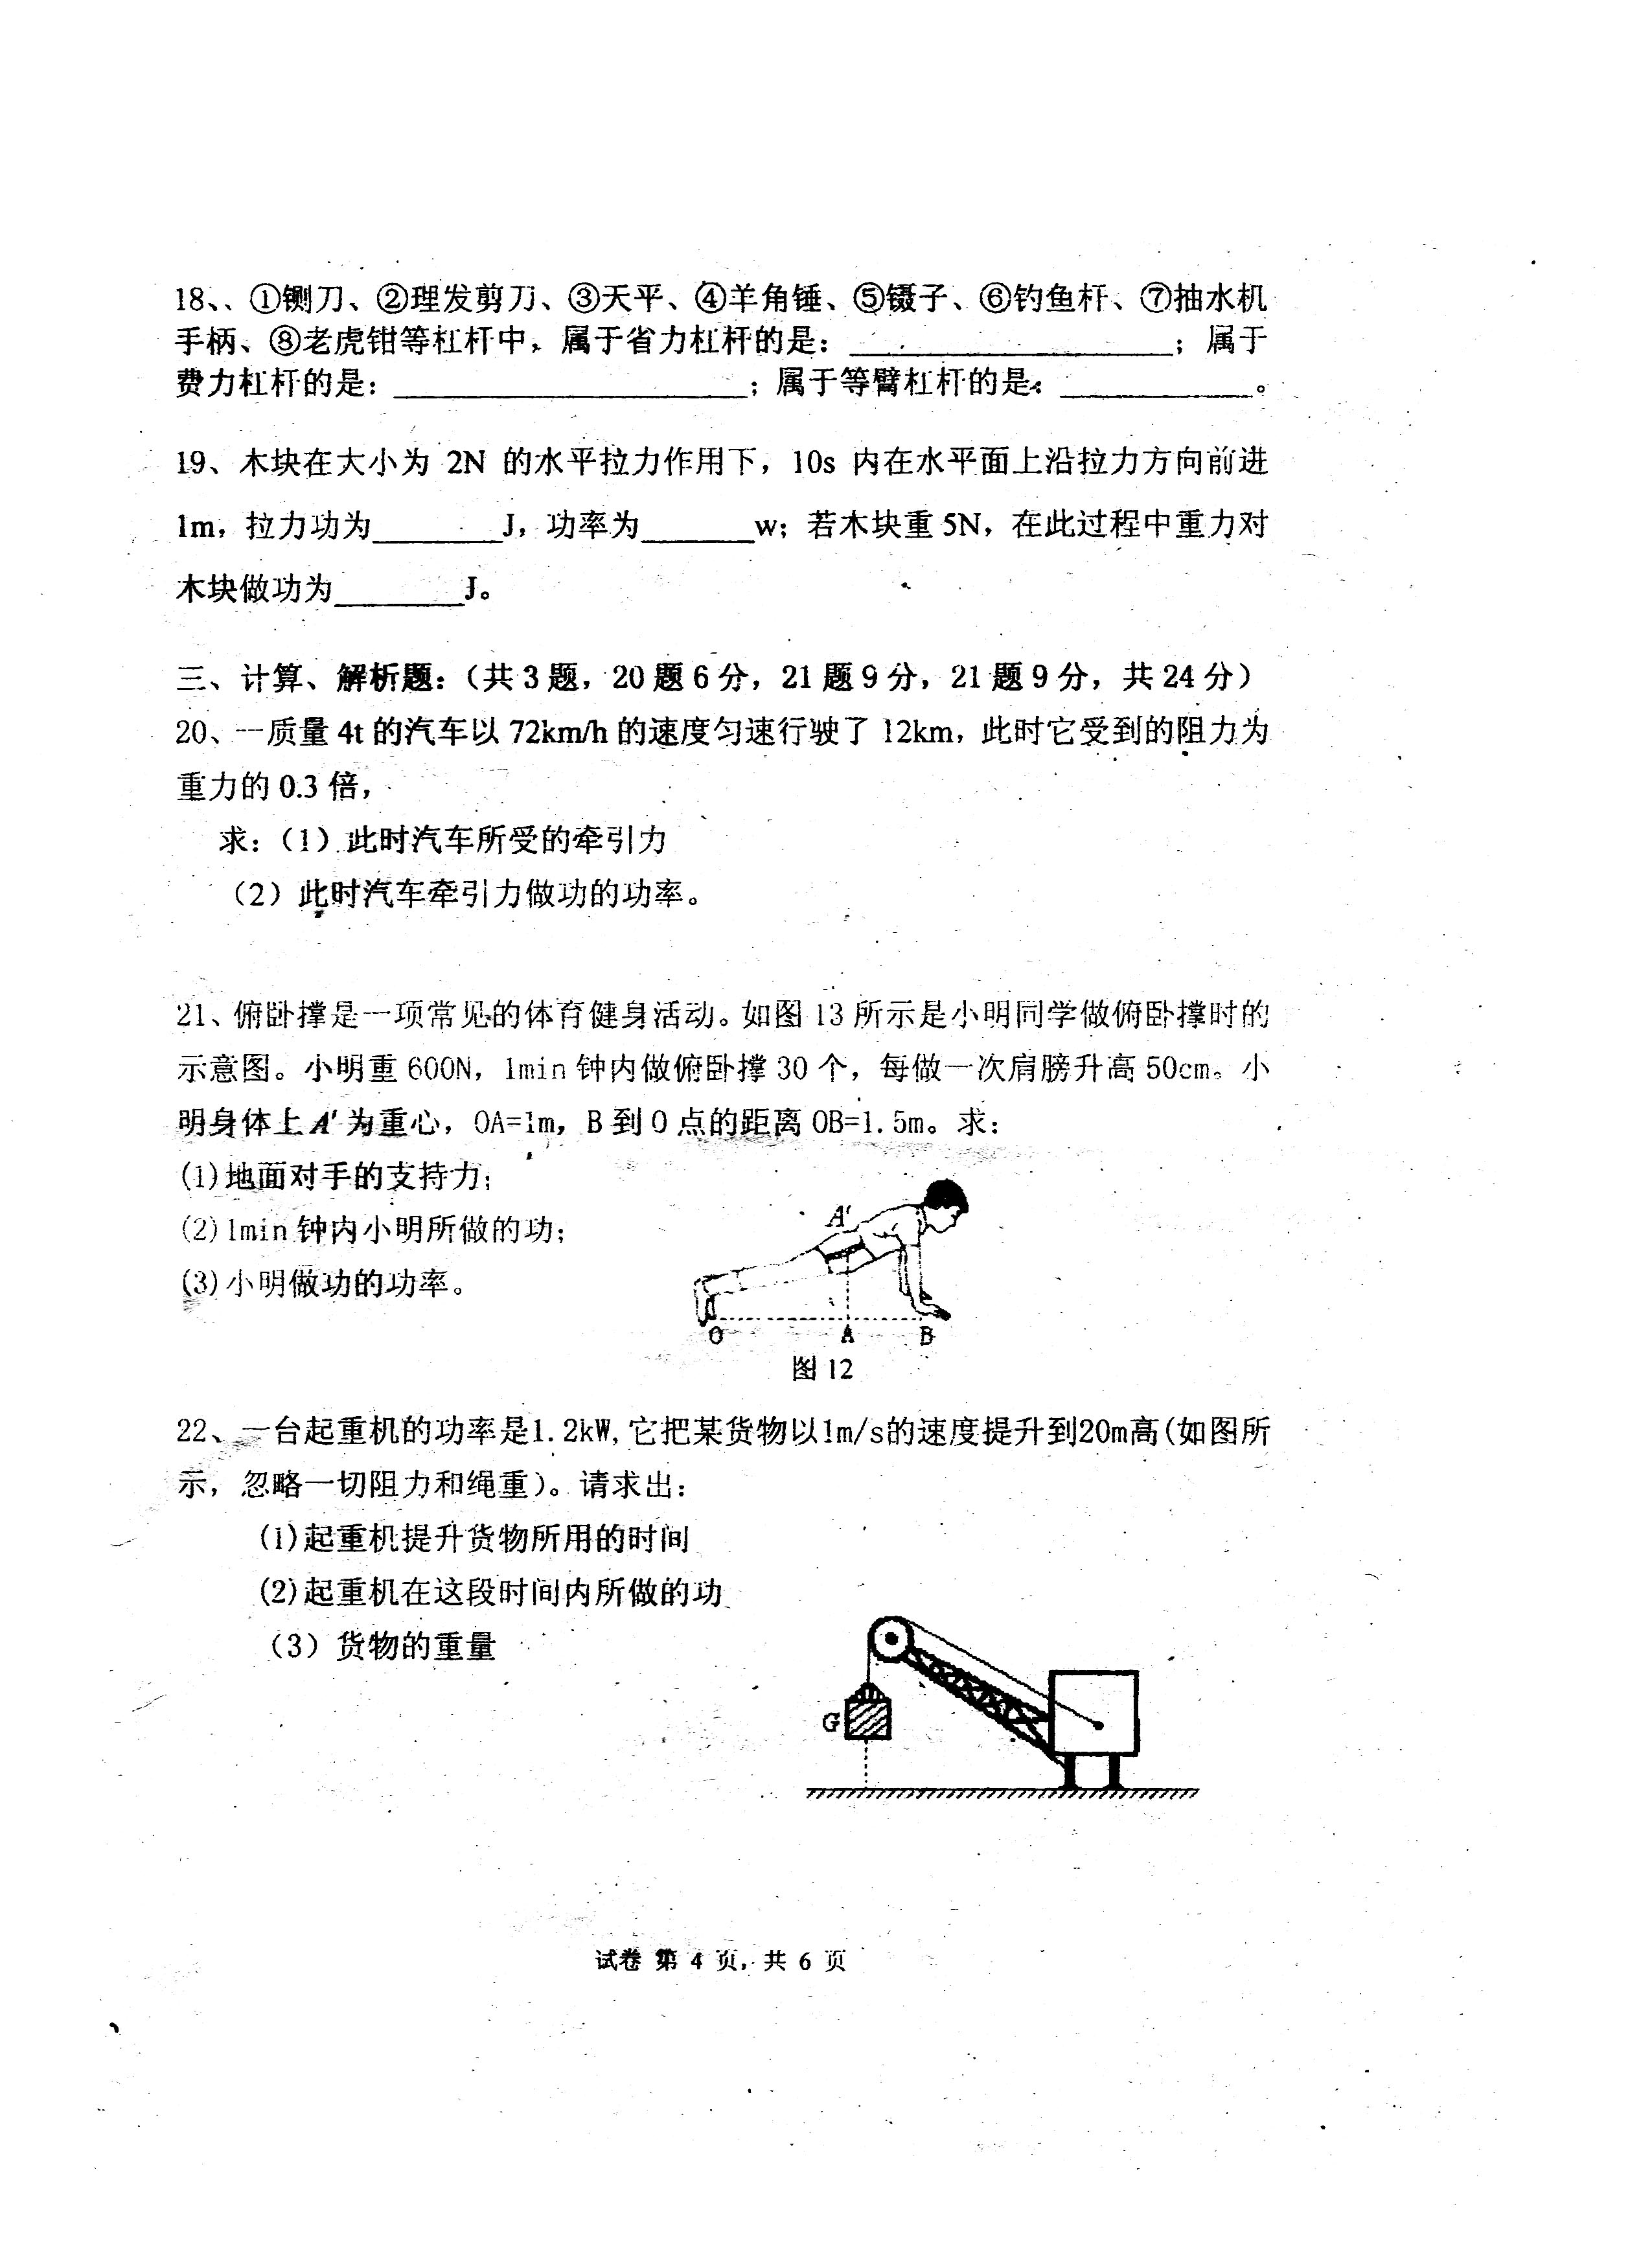 18、、①铡刀、②理发剪刀、③天平、④羊角锤、⑤镊子、⑥钓鱼杆、⑦抽水机
手柄、⑧老虎钳等杠杆中，属于省力杠杆的是：____________________；属于
费力杠杆的是：______________________；属于等臂杠杆的是：____________。
19、木块在大小为 2N 的水平拉力作用下，10s 内在水平面上沿拉力方向前进
1m，拉力功为________J，功率为_______w；若木块重 5N，在此过程中重力对
木块做功为________J。
三、计算、解析题：（共 3 题，20 题 6 分，21 题 9 分，21 题 9 分，共 24 分）
20、一质量 4t 的汽车以 72km/h 的速度匀速行驶了 12km，此时它受到的阻力为
重力的 0.3 倍，
求：（1）此时汽车所受的牵引力
（2）此时汽车牵引力做功的功率。
21、俯卧撑是一项常见的体育健身活动。如图 13 所示是小明同学做俯卧撑时的
示意图。小明重 600N，1min 钟内做俯卧撑 30 个，每做一次肩膀升高 50cm。小
明身体上 A′ 为重心，OA=1m，B 到 O 点的距离 OB=1.5m。求：
(1)地面对手的支持力；
(2)1min 钟内小明所做的功；
(3)小明做功的功率。
A′
O A B
图 12
22、一台起重机的功率是1.2kW,它把某货物以1m/s的速度提升到20m高(如图所
示，忽略一切阻力和绳重)。请求出：
(1)起重机提升货物所用的时间
(2)起重机在这段时间内所做的功
（3）货物的重量
G
试卷 第 4 页，共 6 页